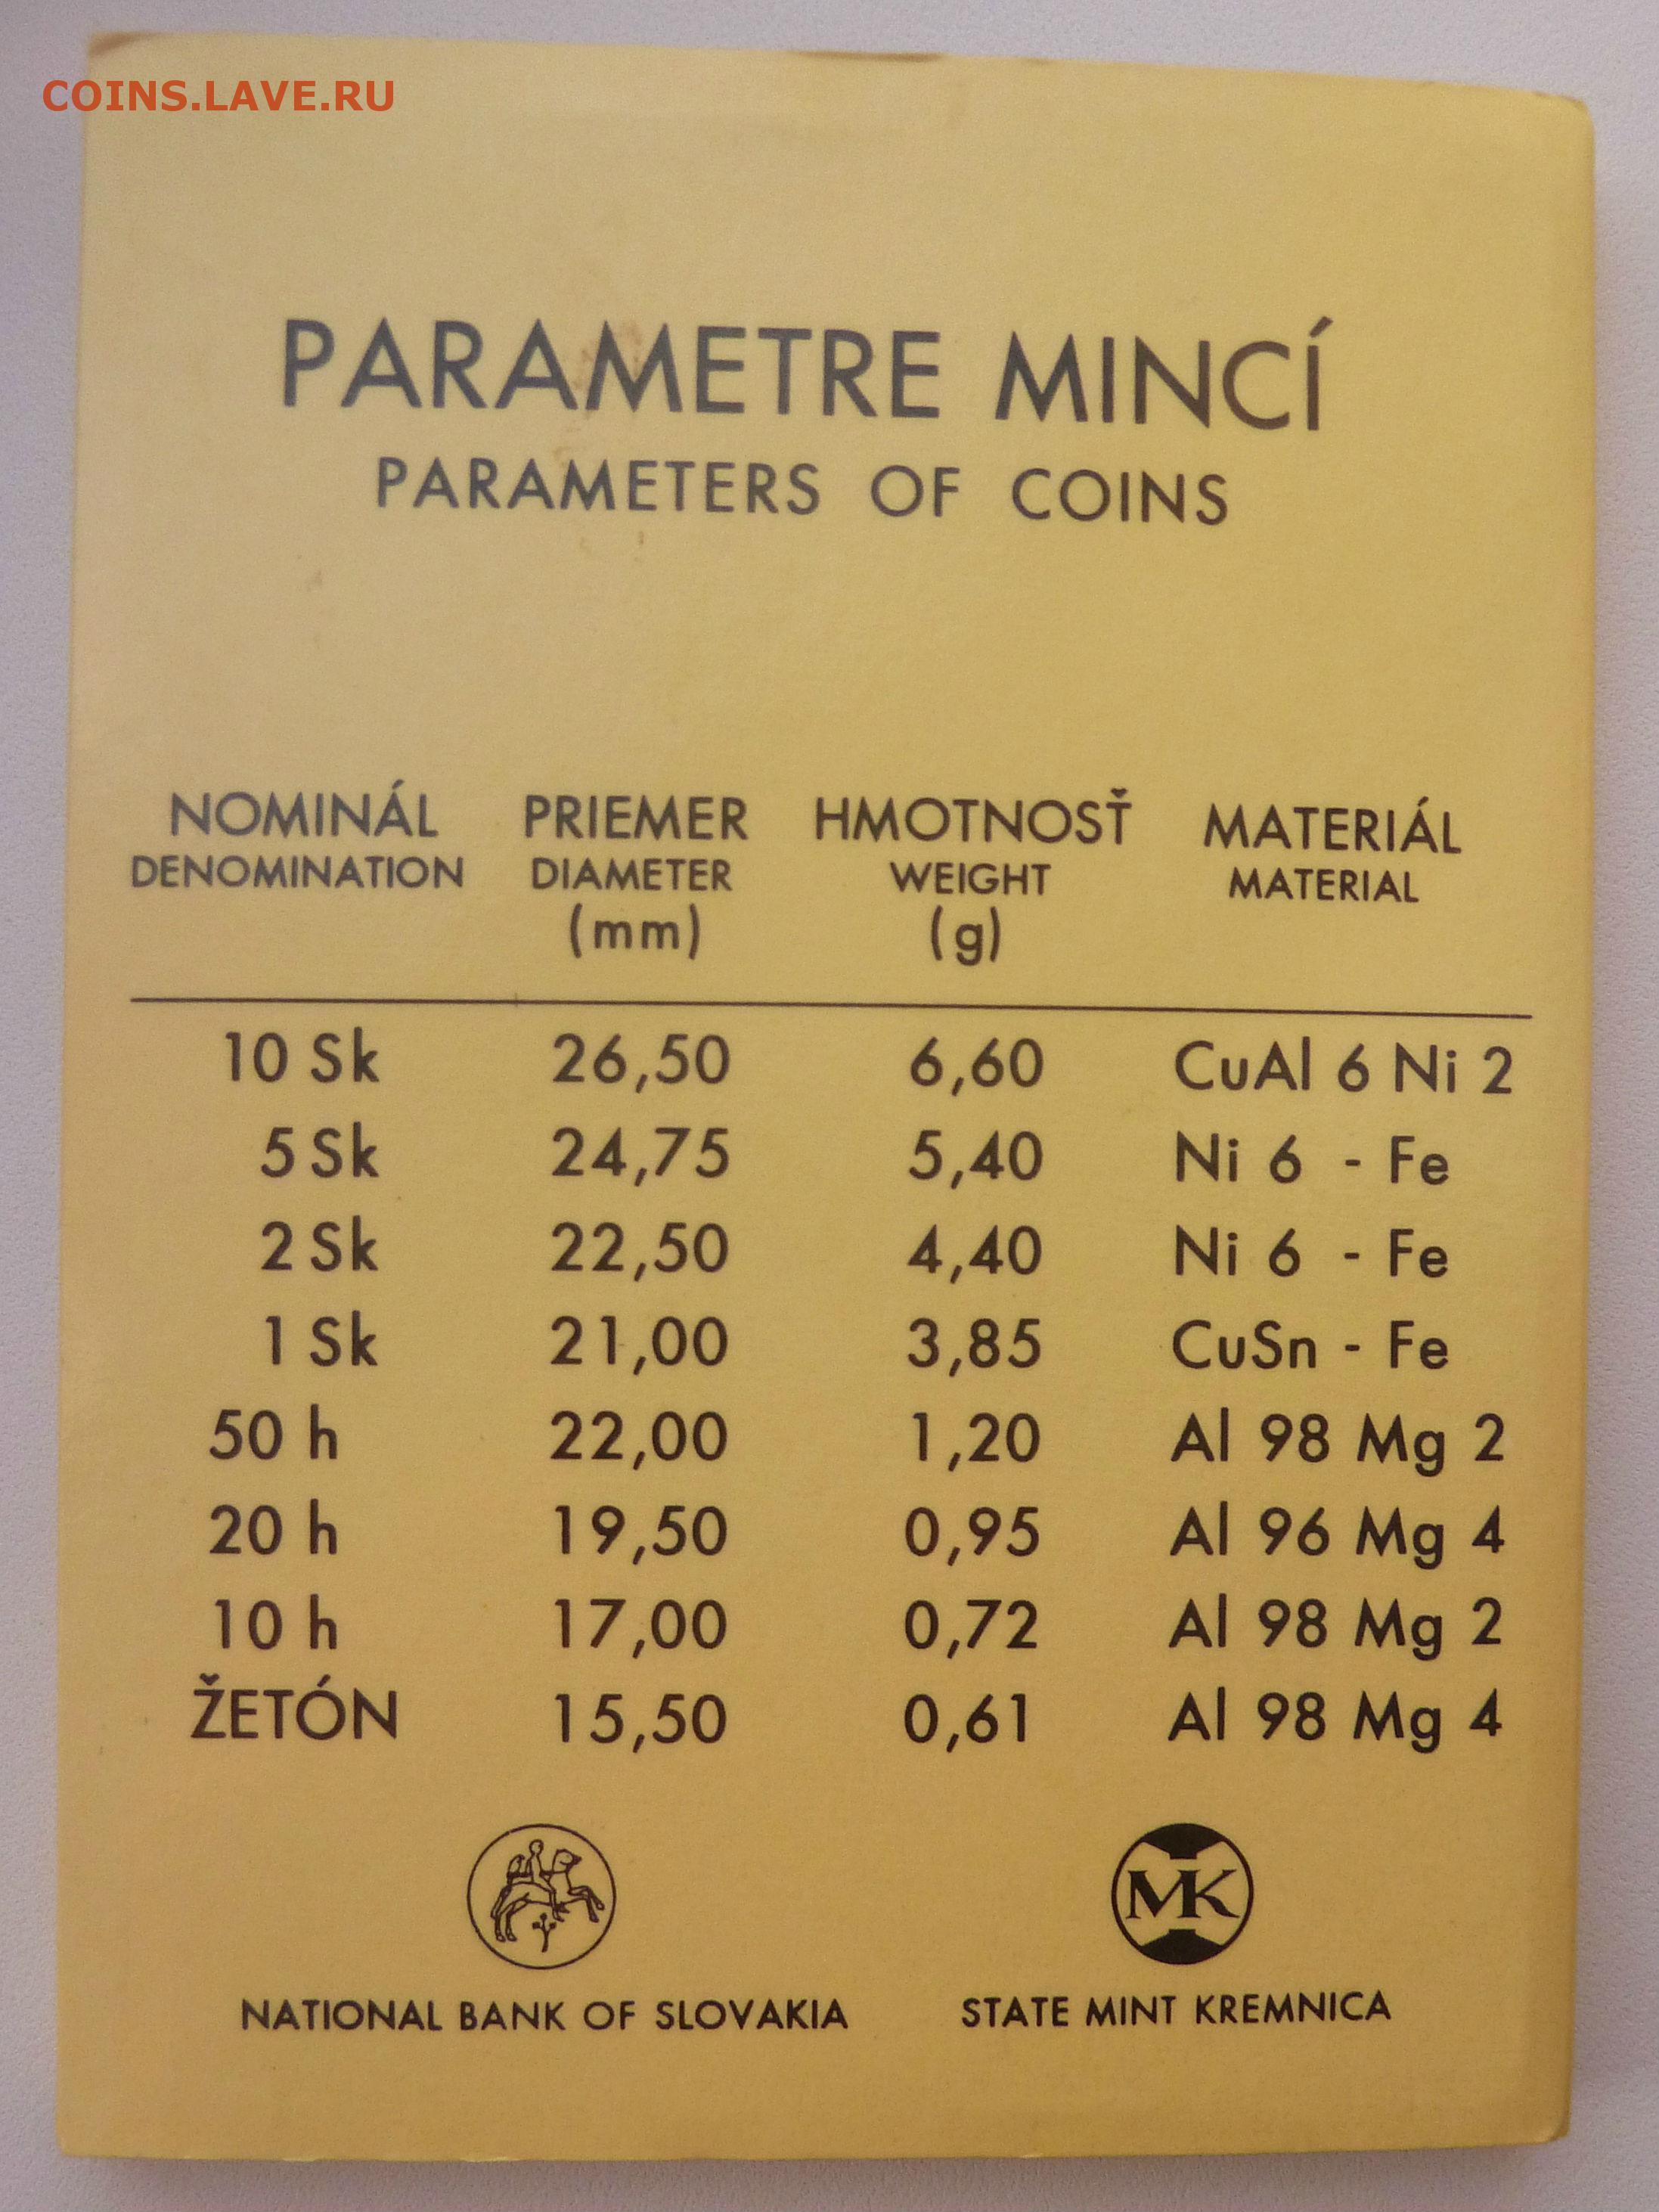 COINS.LAVE.RU
PARAMETRE MINCÍ
PARAMETERS OF COINS
NOMINÁL PRIEMER HMOTNOSŤ MATERIÁL
DENOMINATION DIAMETER WEIGHT MATERIAL
(mm) (g)
10 Sk 26,50 6,60 CuAl 6 Ni 2
5 Sk 24,75 5,40 Ni 6 - Fe
2 Sk 22,50 4,40 Ni 6 - Fe
1 Sk 21,00 3,85 CuSn - Fe
50 h 22,00 1,20 Al 98 Mg 2
20 h 19,50 0,95 Al 96 Mg 4
10 h 17,00 0,72 Al 98 Mg 2
ŽETÓN 15,50 0,61 Al 98 Mg 4
MK
NATIONAL BANK OF SLOVAKIA STATE MINT KREMNICA